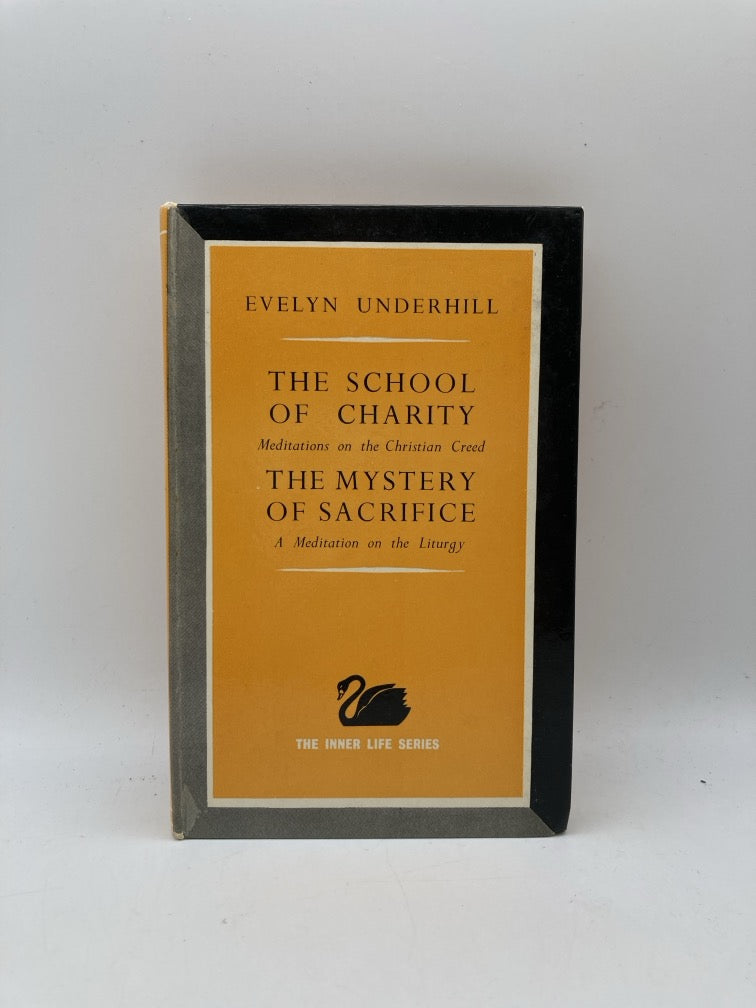 EVELYN UNDERHILL
THE SCHOOL
OF CHARITY
Meditations on the Christian Creed
THE MYSTERY
OF SACRIFICE
A Meditation on the Liturgy
THE INNER LIFE SERIES